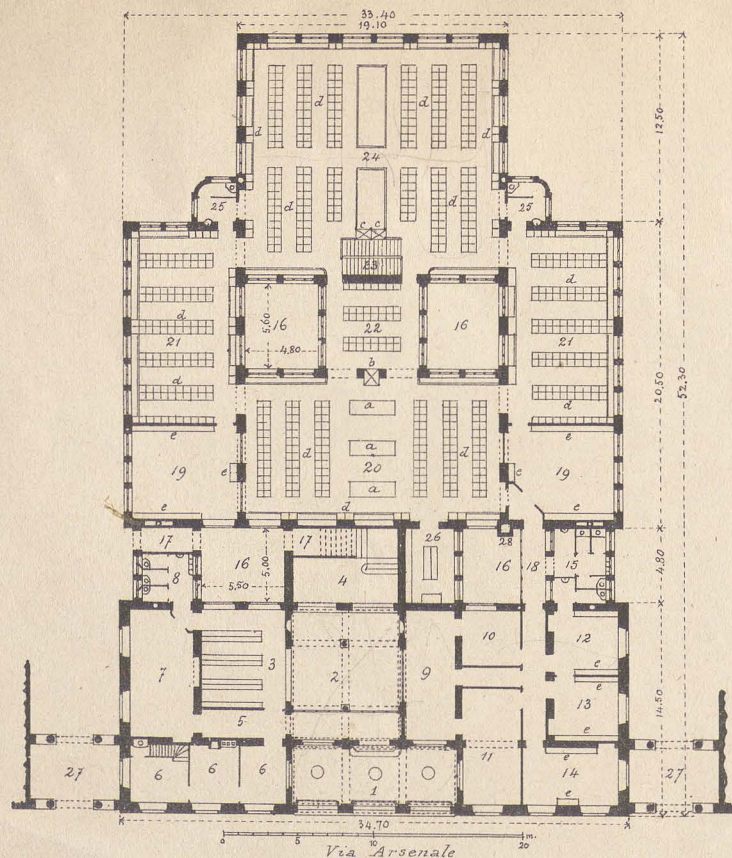 33.40
19.10
d d
d d
12,50
24
25 25
d d
c c
23
d d
16 5,60 4,80 22 16
21 21
b
d d
20,50
52,30
a
e e
d a d
19 e 20 e 19
a
e d e
17 17 26 28
16 5,00 16 18 15
8 5,50 4 4,80
10 12
7 3 2 9 e
e
13
5 e
14,50
27 6 6 6 11 e 14 27
1 e
34.70
0 5 10 20 m.
Via Arsenale